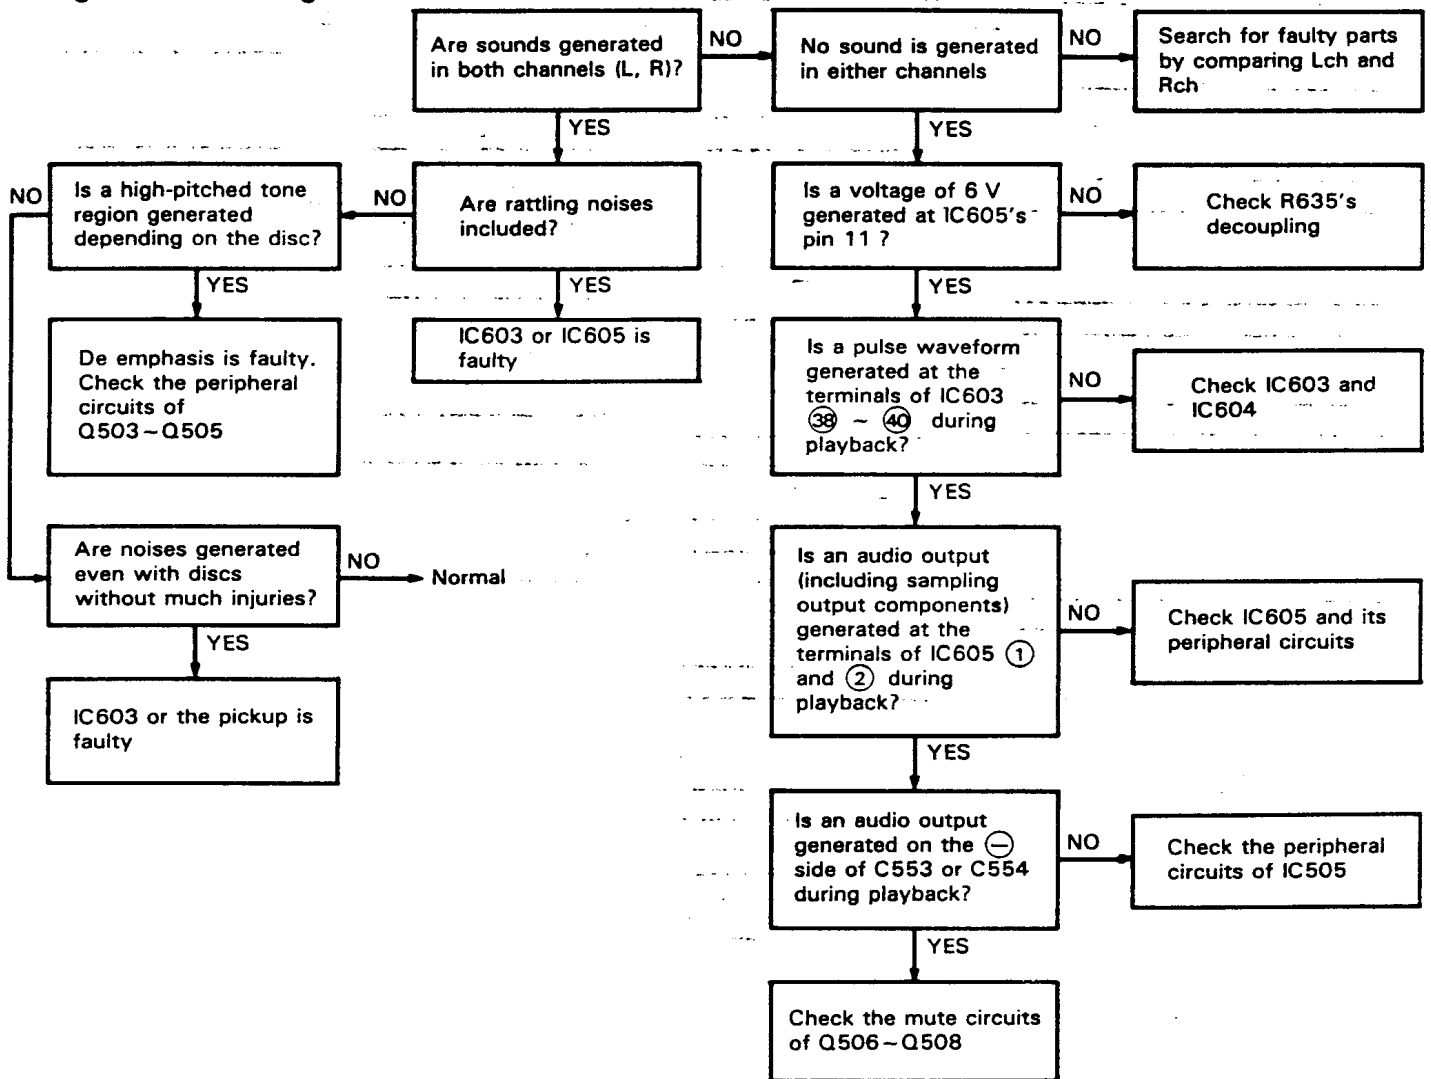 Are sounds generated
in both channels (L, R)?
NO
No sound is generated
in either channels
NO
Search for faulty parts
by comparing Lch and
Rch
YES
YES
NO
Is a high-pitched tone
region generated
depending on the disc?
NO
Are rattling noises
included?
Is a voltage of 6 V
generated at IC605's
pin 11 ?
NO
Check R635's
decoupling
YES
YES
YES
De emphasis is faulty.
Check the peripheral
circuits of
Q503~Q505
IC603 or IC605 is
faulty
Is a pulse waveform
generated at the
terminals of IC603
㊳ ~ ㊵ during
playback?
NO
Check IC603 and
IC604
YES
Are noises generated
even with discs
without much injuries?
NO
Normal
Is an audio output
(including sampling
output components)
generated at the
terminals of IC605 ①
and ② during
playback?
NO
Check IC605 and its
peripheral circuits
YES
IC603 or the pickup is
faulty
YES
Is an audio output
generated on the ⊖
side of C553 or C554
during playback?
NO
Check the peripheral
circuits of IC505
YES
Check the mute circuits
of Q506~Q508